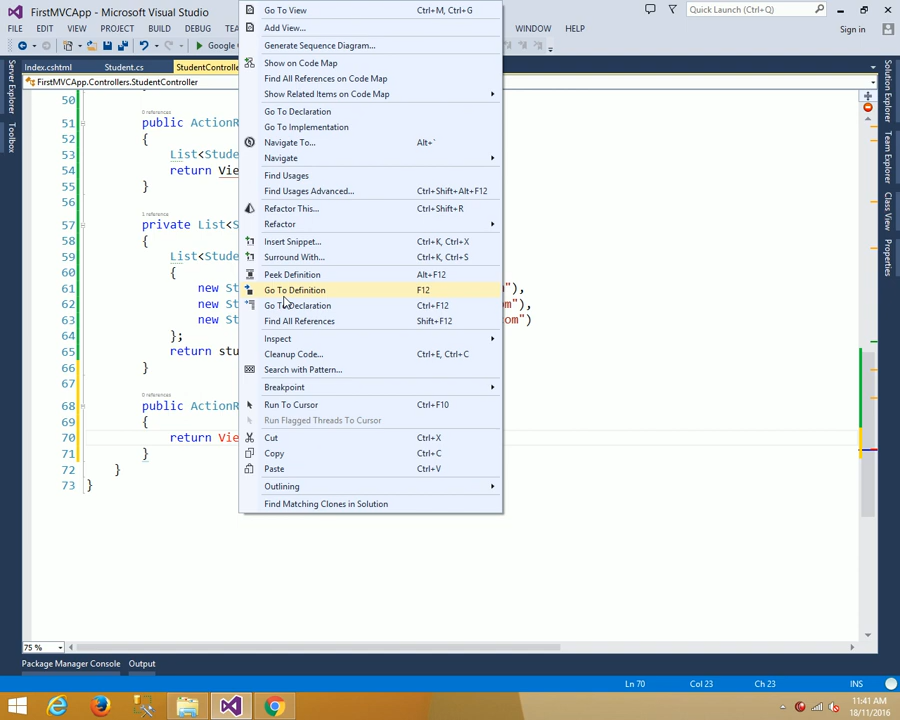 FirstMVCApp - Microsoft Visual Studio
Quick Launch (Ctrl+Q)
FILE EDIT VIEW PROJECT BUILD DEBUG WINDOW HELP
Sign in
Google
Index.cshtml Student.cs StudentControlle
FirstMVCApp.Controllers.StudentController
Server Explorer
Toolbox
Solution Explorer
Team Explorer
Class View
Properties
Go To View Ctrl+M, Ctrl+G
Add View...
Generate Sequence Diagram...
Show on Code Map
Find All References on Code Map
Show Related Items on Code Map
Go To Declaration
Go To Implementation
Navigate To... Alt+`
Navigate
Find Usages
Find Usages Advanced... Ctrl+Shift+Alt+F12
Refactor This... Ctrl+Shift+R
Refactor
Insert Snippet... Ctrl+K, Ctrl+X
Surround With... Ctrl+K, Ctrl+S
Peek Definition Alt+F12
Go To Definition F12
Go To Declaration Ctrl+F12
Find All References Shift+F12
Inspect
Cleanup Code... Ctrl+E, Ctrl+C
Search with Pattern...
Breakpoint
Run To Cursor Ctrl+F10
Run Flagged Threads To Cursor
Cut Ctrl+X
Copy Ctrl+C
Paste Ctrl+V
Outlining
Find Matching Clones in Solution
50
0 references
51 public ActionR
52 {
53 List<Stude
54 return Vie
55 }
56
1 reference
57 private List<S
58 {
59 List<Stude
60 {
61 new St "),
62 new St m"),
63 new St om")
64 };
65 return stu
66 }
67
0 references
68 public ActionR
69 {
70 return Vie
71 }
72 }
73 }
75 %
Package Manager Console Output
Ln 70 Col 23 Ch 23 INS
11:41 AM
18/11/2016